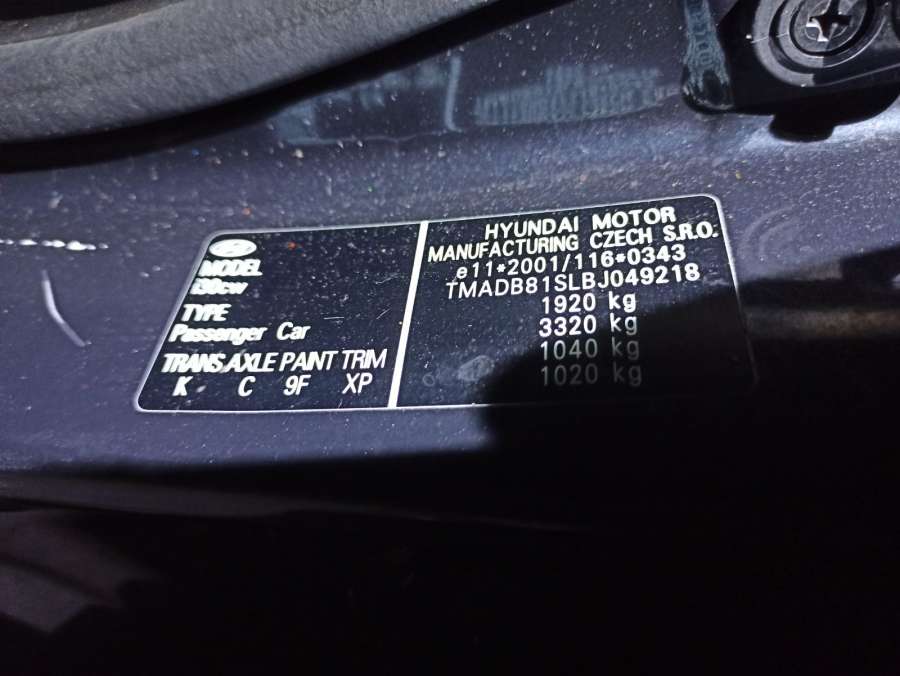 MODEL
i30cw
TYPE
Passenger Car
TRANS AXLE PAINT TRIM
K C 9F XP
HYUNDAI MOTOR
MANUFACTURING CZECH S.R.O.
e11*2001/116*0343
TMADB81SLBJ049218
1920 kg
3320 kg
1040 kg
1020 kg